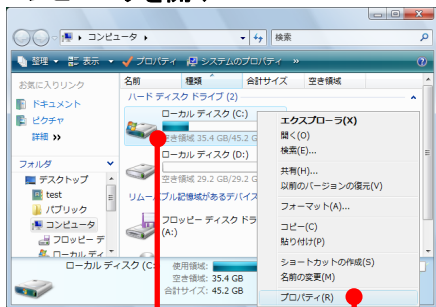 コンピュータ
検索
整理 表示 プロパティ システムのプロパティ »
お気に入りリンク
ドキュメント
ピクチャ
詳細 »
フォルダ
デスクトップ
test
パブリック
コンピュータ
フロッピー デ
ローカル ディ
名前 種類 合計サイズ 空き領域
ハード ディスク ドライブ (2)
ローカル ディスク (C:)
空き領域 35.4 GB/45.2 G
ローカル ディスク (D:)
空き領域 29.2 GB/29.2 G
リムーバブル記憶域があるデバイス
フロッピー ディスク ドラ
(A:)
エクスプローラ(X)
開く(O)
検索(E)...
共有(H)...
以前のバージョンの復元(V)
フォーマット(A)...
コピー(C)
貼り付け(P)
ショートカットの作成(S)
名前の変更(M)
プロパティ(R)
ローカル ディスク (C:
使用領域:
空き領域: 35.4 GB
合計サイズ: 45.2 GB